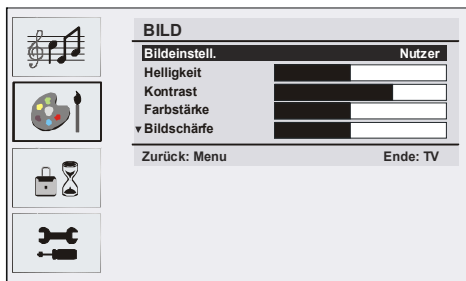 BILD
Bildeinstell. Nutzer
Helligkeit
Kontrast
Farbstärke
▼Bildschärfe
Zurück: Menu Ende: TV